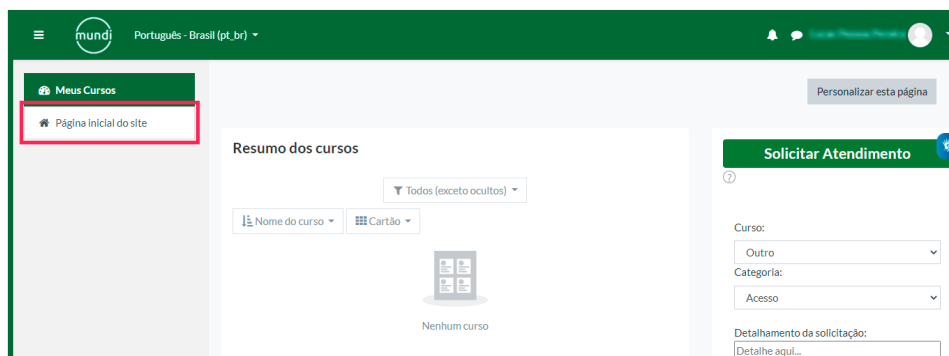 mundi
Português - Brasil (pt_br)
Meus Cursos
Página inicial do site
Personalizar esta página
Resumo dos cursos
Todos (exceto ocultos)
Nome do curso
Cartão
Nenhum curso
Solicitar Atendimento
?
Curso:
Outro
Categoria:
Acesso
Detalhamento da solicitação:
Detalhe aqui...